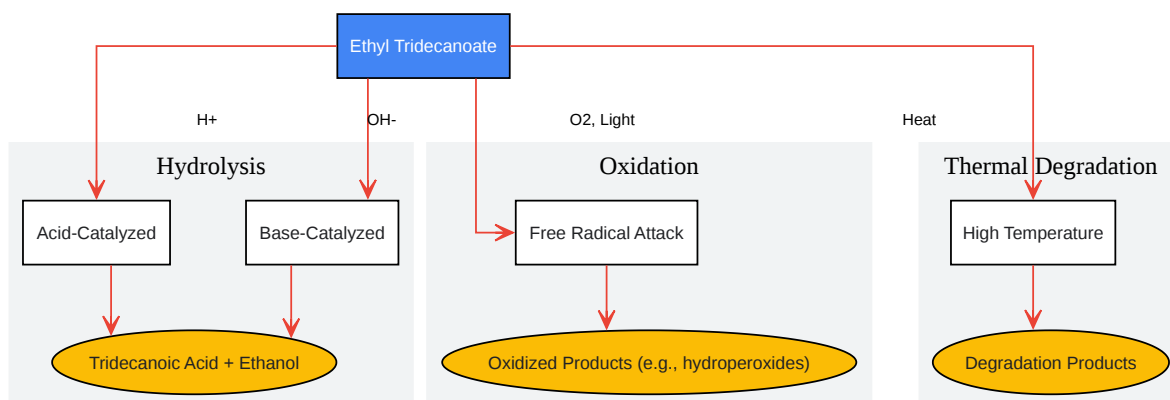 Ethyl Tridecanoate
H+
OH-
O2, Light
Heat
Hydrolysis
Oxidation
Thermal Degradation
Acid-Catalyzed
Base-Catalyzed
Free Radical Attack
High Temperature
Tridecanoic Acid + Ethanol
Oxidized Products (e.g., hydroperoxides)
Degradation Products